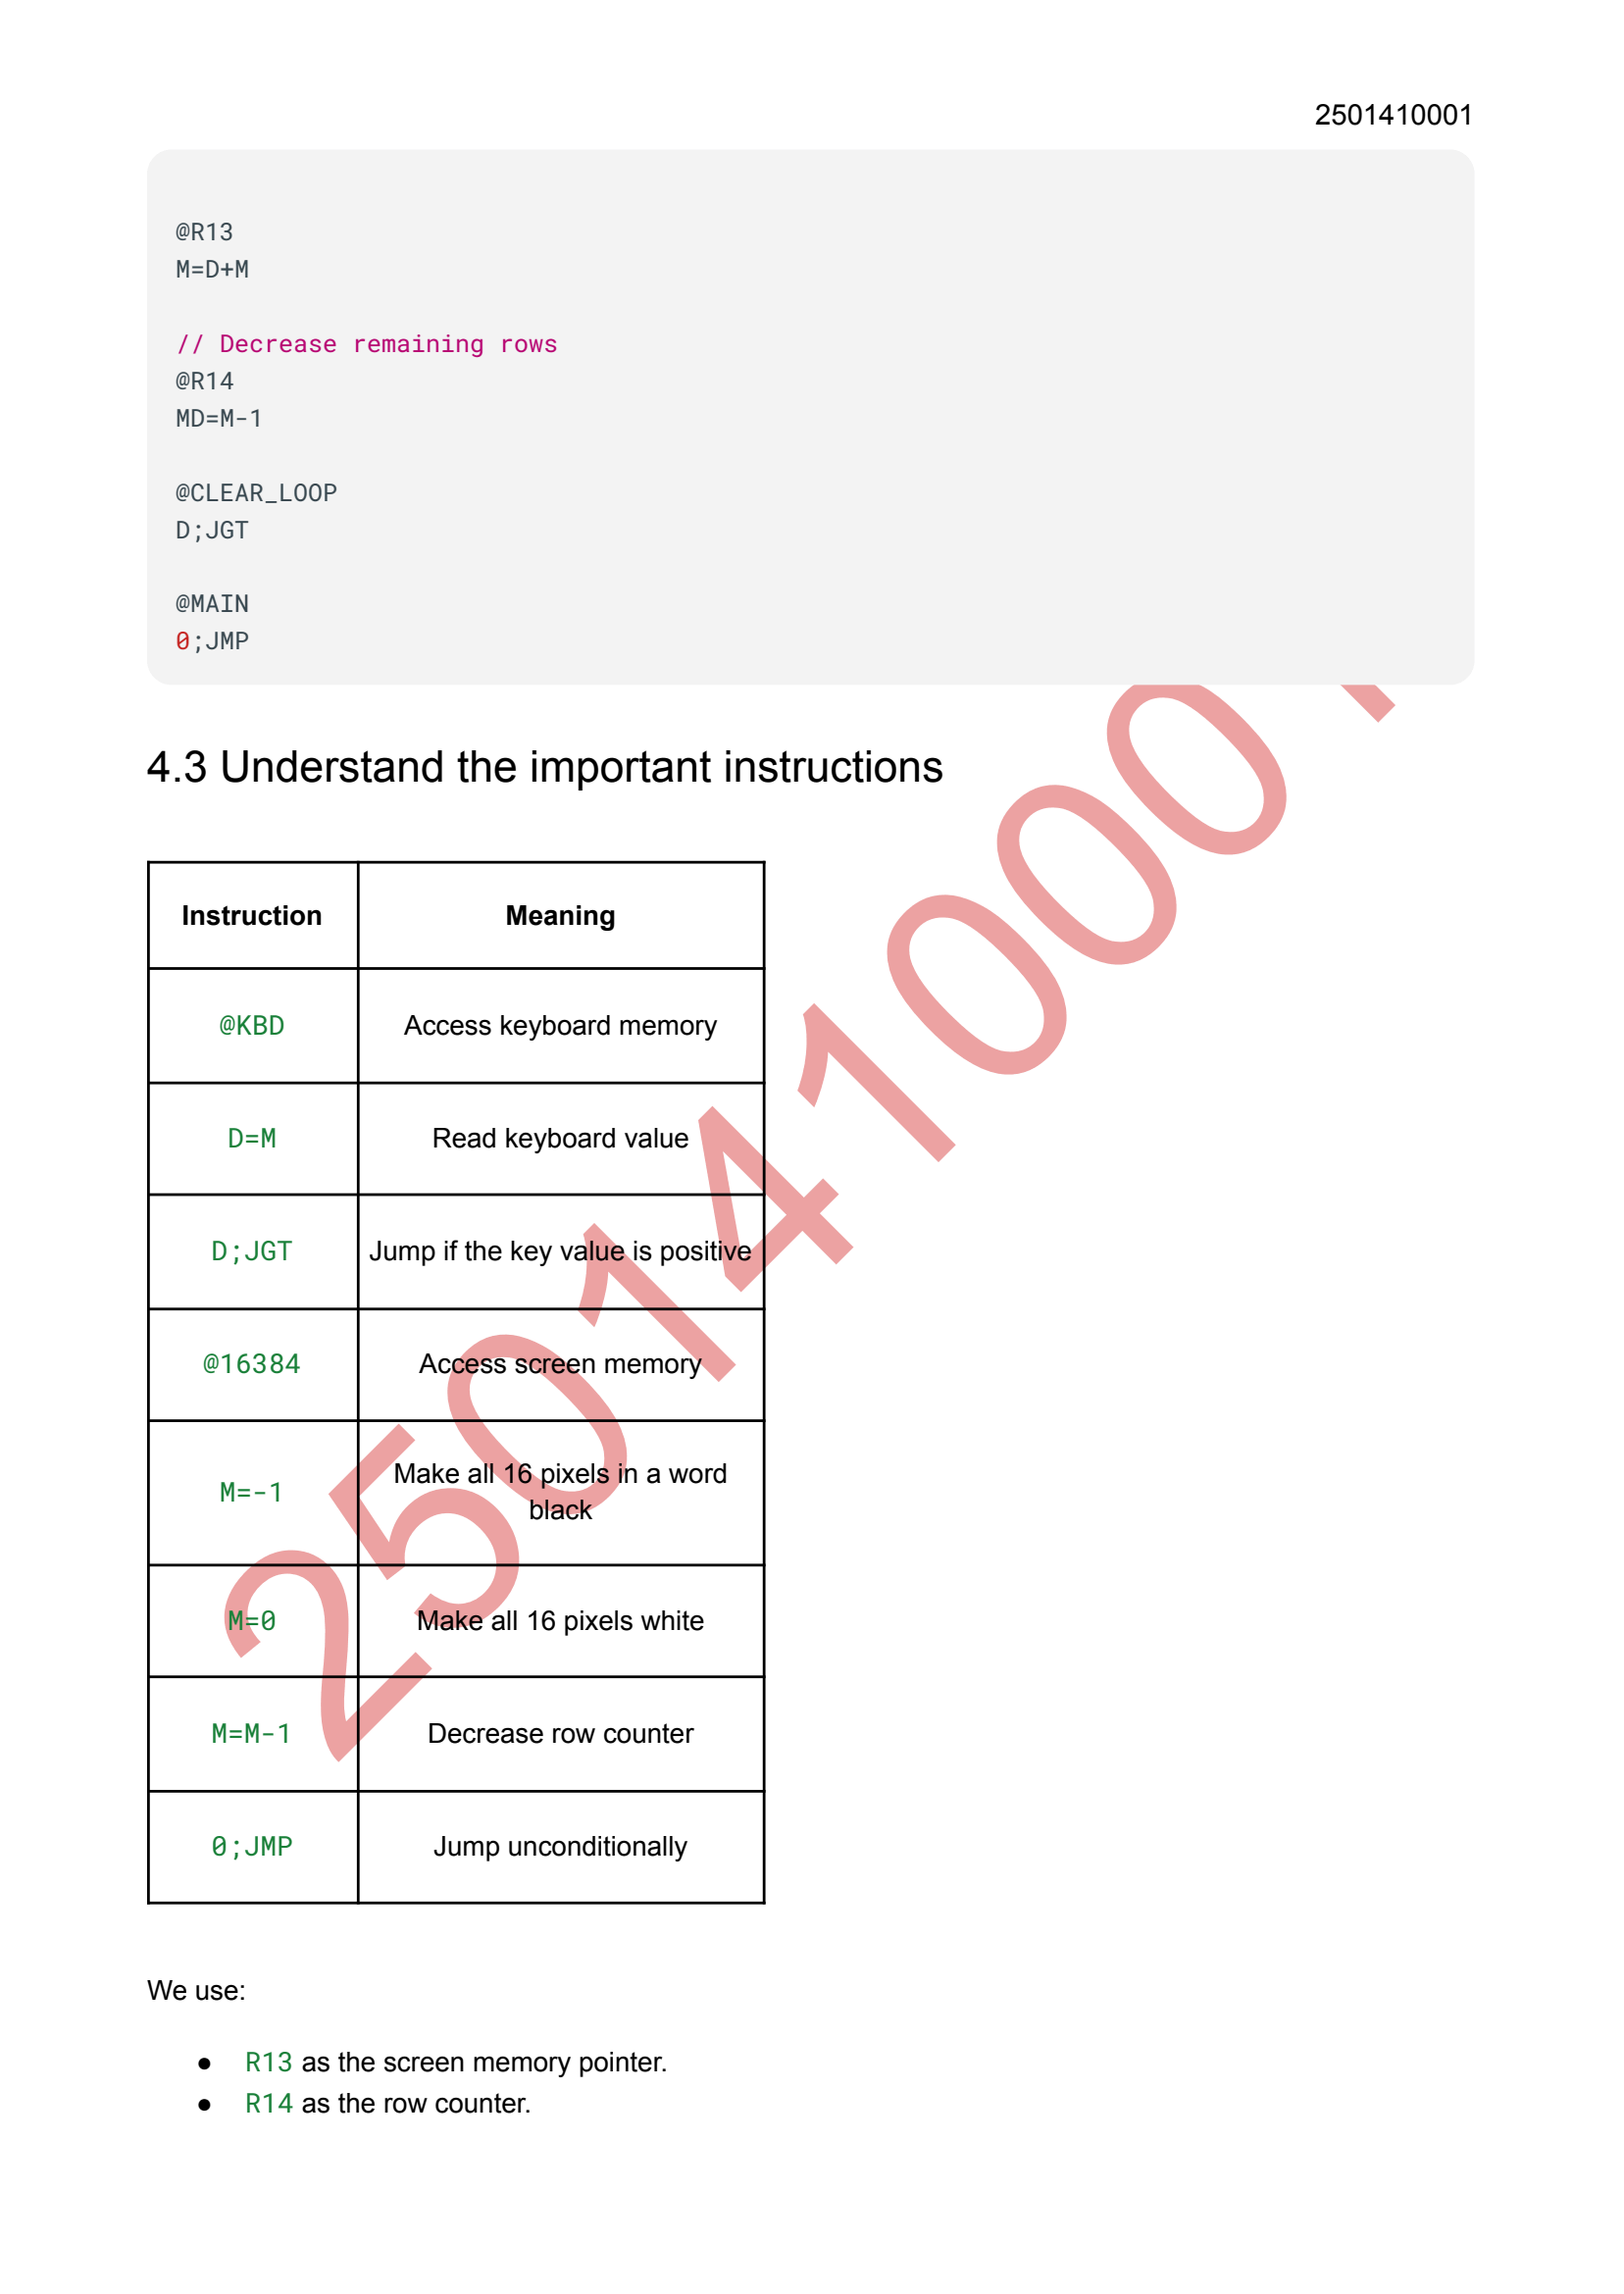 2501410001
@R13
M=D+M
// Decrease remaining rows
@R14
MD=M-1
@CLEAR_LOOP
D;JGT
@MAIN
0;JMP
4.3 Understand the important instructions
Instruction Meaning
@KBD Access keyboard memory
D=M Read keyboard value
D;JGT Jump if the key value is positive
@16384 Access screen memory
M=-1 Make all 16 pixels in a word
black
M=0 Make all 16 pixels white
M=M-1 Decrease row counter
0;JMP Jump unconditionally
We use:
● R13 as the screen memory pointer.
● R14 as the row counter.
2501410001